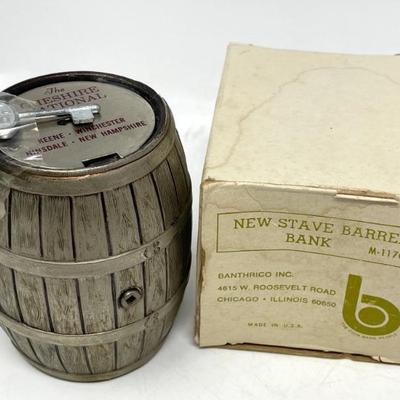 The
CHESHIRE
NATIONAL
KEENE - WINCHESTER
HINSDALE - NEW HAMPSHIRE
NEW STAVE BARREL
BANK
BANTHRICO INC.
4615 W. ROOSEVELT ROAD
CHICAGO • ILLINOIS 60650
MADE IN U.S.A.
b